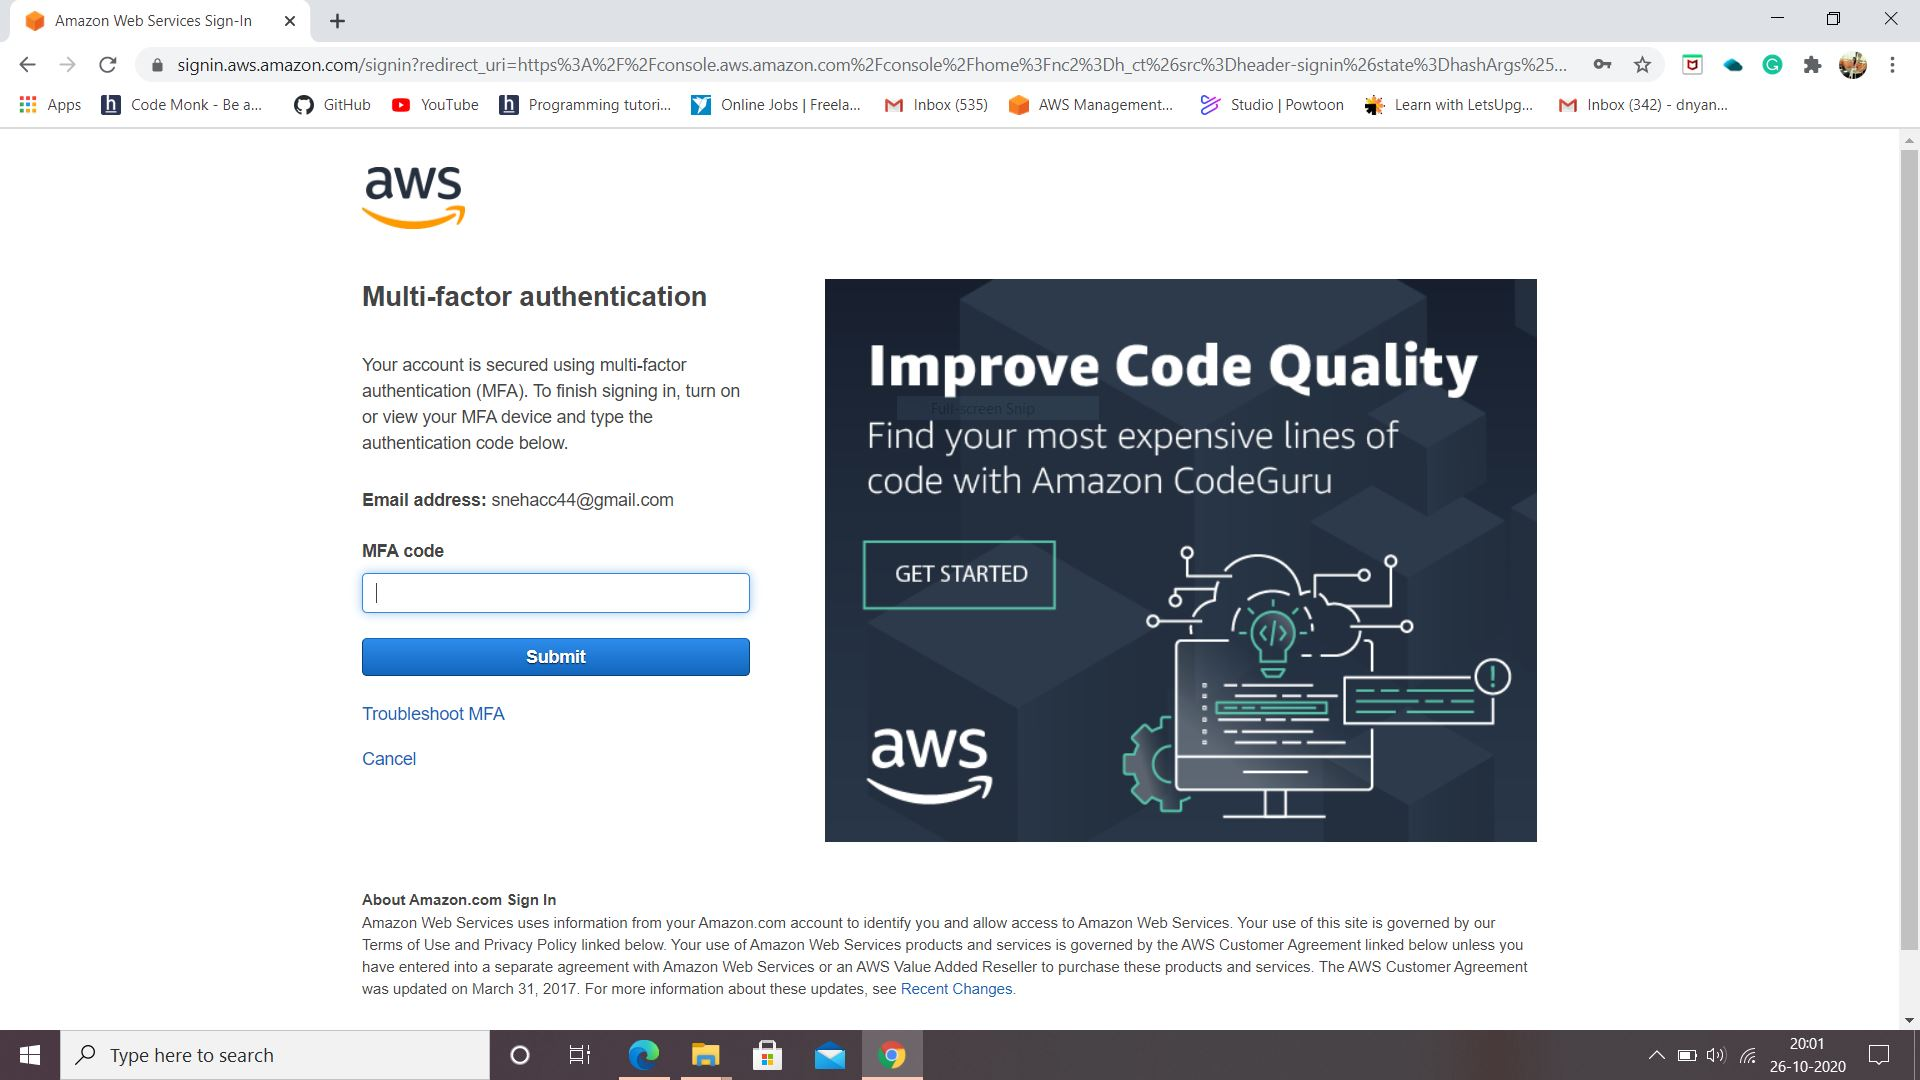 Amazon Web Services Sign-In
signin.aws.amazon.com/signin?redirect_uri=https%3A%2F%2Fconsole.aws.amazon.com%2Fconsole%2Fhome%3Fnc2%3Dh_ct%26src%3Dheader-signin%26state%3DhashArgs%25...
Apps
h Code Monk - Be a...
GitHub
YouTube
h Programming tutori...
Online Jobs | Freela...
Inbox (535)
AWS Management...
Studio | Powtoon
Learn with LetsUpg...
Inbox (342) - dnyan...
aws
Multi-factor authentication
Your account is secured using multi-factor
authentication (MFA). To finish signing in, turn on
or view your MFA device and type the
authentication code below.
Email address: snehacc44@gmail.com
MFA code
Submit
Troubleshoot MFA
Cancel
Improve Code Quality
Full-screen Snip
Find your most expensive lines of
code with Amazon CodeGuru
GET STARTED
aws
About Amazon.com Sign In
Amazon Web Services uses information from your Amazon.com account to identify you and allow access to Amazon Web Services. Your use of this site is governed by our
Terms of Use and Privacy Policy linked below. Your use of Amazon Web Services products and services is governed by the AWS Customer Agreement linked below unless you
have entered into a separate agreement with Amazon Web Services or an AWS Value Added Reseller to purchase these products and services. The AWS Customer Agreement
was updated on March 31, 2017. For more information about these updates, see Recent Changes.
Type here to search
20:01
26-10-2020